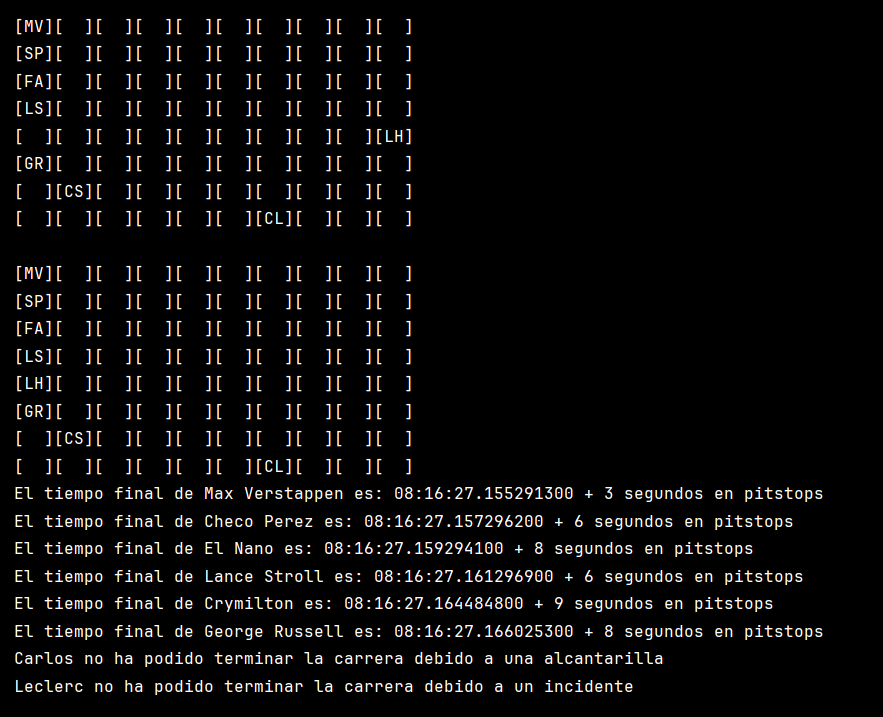 [MV][  ][  ][  ][  ][  ][  ][  ][  ][  ]
[SP][  ][  ][  ][  ][  ][  ][  ][  ][  ]
[FA][  ][  ][  ][  ][  ][  ][  ][  ][  ]
[LS][  ][  ][  ][  ][  ][  ][  ][  ][  ]
[  ][  ][  ][  ][  ][  ][  ][  ][  ][LH]
[GR][  ][  ][  ][  ][  ][  ][  ][  ][  ]
[  ][CS][  ][  ][  ][  ][  ][  ][  ][  ]
[  ][  ][  ][  ][  ][  ][CL][  ][  ][  ]

[MV][  ][  ][  ][  ][  ][  ][  ][  ][  ]
[SP][  ][  ][  ][  ][  ][  ][  ][  ][  ]
[FA][  ][  ][  ][  ][  ][  ][  ][  ][  ]
[LS][  ][  ][  ][  ][  ][  ][  ][  ][  ]
[LH][  ][  ][  ][  ][  ][  ][  ][  ][  ]
[GR][  ][  ][  ][  ][  ][  ][  ][  ][  ]
[  ][CS][  ][  ][  ][  ][  ][  ][  ][  ]
[  ][  ][  ][  ][  ][  ][CL][  ][  ][  ]
El tiempo final de Max Verstappen es: 08:16:27.155291300 + 3 segundos en pitstops
El tiempo final de Checo Perez es: 08:16:27.157296200 + 6 segundos en pitstops
El tiempo final de El Nano es: 08:16:27.159294100 + 8 segundos en pitstops
El tiempo final de Lance Stroll es: 08:16:27.161296900 + 6 segundos en pitstops
El tiempo final de Crymilton es: 08:16:27.164484800 + 9 segundos en pitstops
El tiempo final de George Russell es: 08:16:27.166025300 + 8 segundos en pitstops
Carlos no ha podido terminar la carrera debido a una alcantarilla
Leclerc no ha podido terminar la carrera debido a un incidente